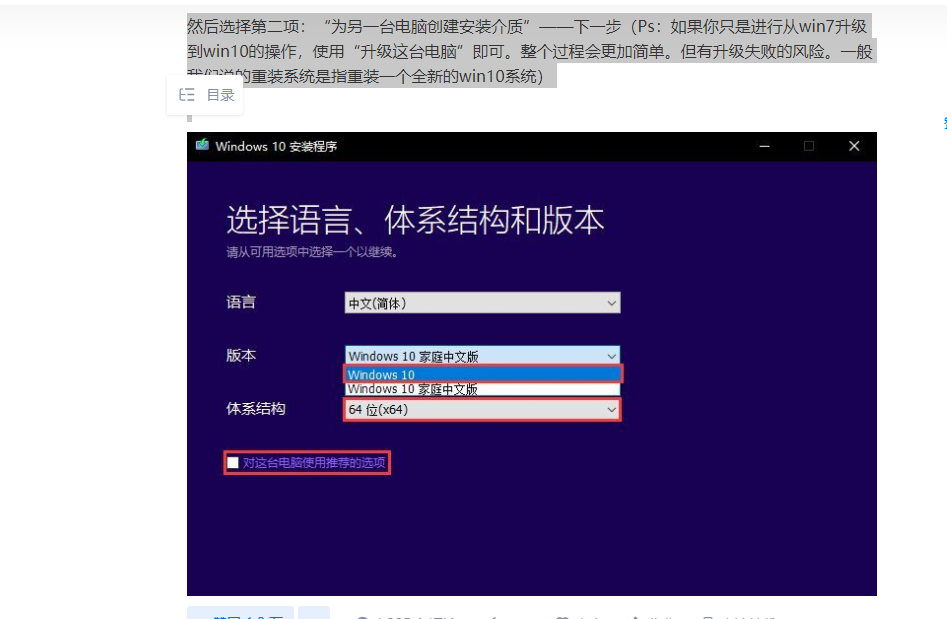 然后选择第二项：“为另一台电脑创建安装介质”——下一步（Ps：如果你只是进行从win7升级
到win10的操作，使用“升级这台电脑”即可。整个过程会更加简单。但有升级失败的风险。一般
我们说的重装系统是指重装一个全新的win10系统）
目录
Windows 10 安装程序
选择语言、体系结构和版本
请从可用选项中选择一个以继续。
语言 中文(简体)
版本 Windows 10 家庭中文版
Windows 10
Windows 10 家庭中文版
体系结构 64 位(x64)
对这台电脑使用推荐的选项